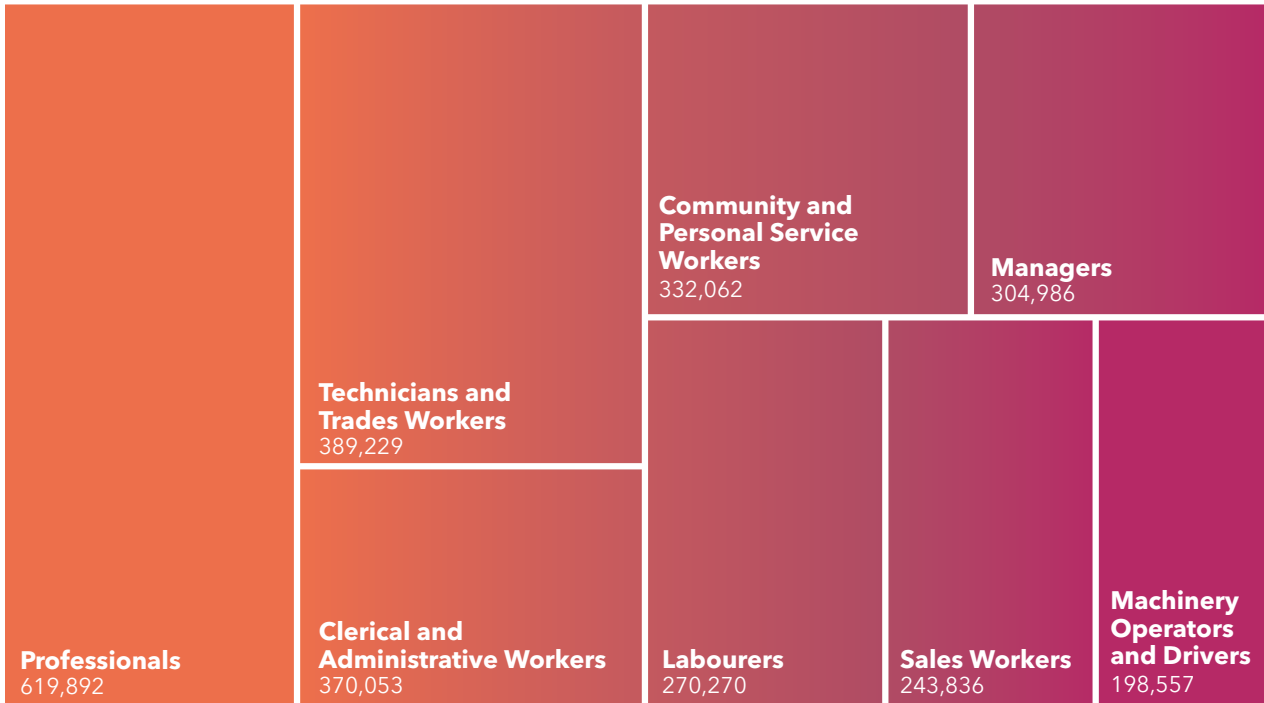 Professionals
619,892
Technicians and
Trades Workers
389,229
Clerical and
Administrative Workers
370,053
Community and
Personal Service
Workers
332,062
Managers
304,986
Labourers
270,270
Sales Workers
243,836
Machinery
Operators
and Drivers
198,557